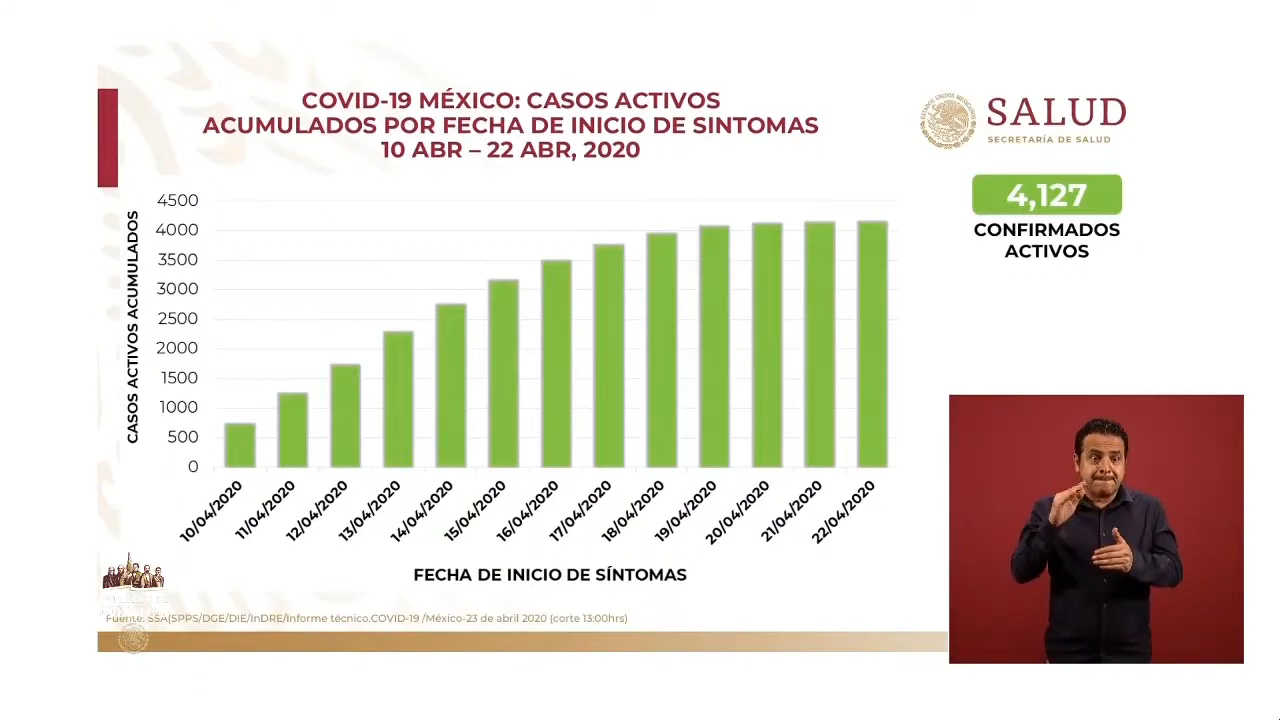 COVID-19 MÉXICO: CASOS ACTIVOS
ACUMULADOS POR FECHA DE INICIO DE SINTOMAS
10 ABR – 22 ABR, 2020
SALUD
SECRETARÍA DE SALUD
4,127
CONFIRMADOS
ACTIVOS
CASOS ACTIVOS ACUMULADOS
4500
4000
3500
3000
2500
2000
1500
1000
500
0
10/04/2020
11/04/2020
12/04/2020
13/04/2020
14/04/2020
15/04/2020
16/04/2020
17/04/2020
18/04/2020
19/04/2020
20/04/2020
21/04/2020
22/04/2020
FECHA DE INICIO DE SÍNTOMAS
Fuente: SSA(SPPS/DGE/DIE/InDRE/Informe técnico.COVID-19 /México-23 de abril 2020 (corte 13:00hrs)